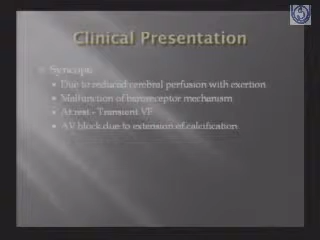 Clinical Presentation
Syncope
Due to reduced cerebral perfusion with exertion
Malfunction of baroreceptor mechanism
At rest - Transient VF
AV block due to extension of calcification